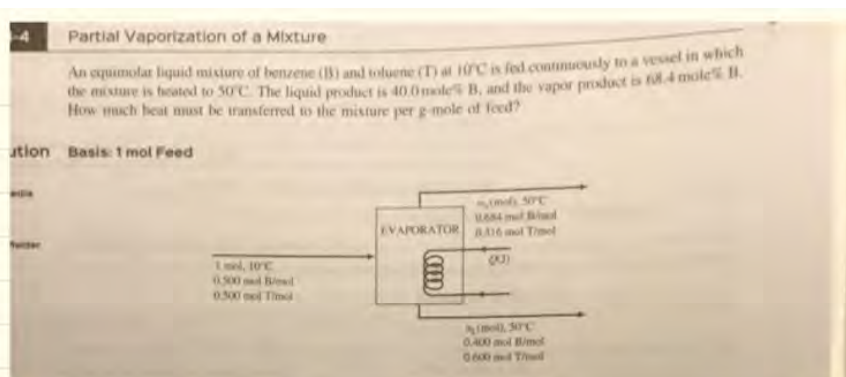 -4 Partial Vaporization of a Mixture
An equimolar liquid mixture of benzene (B) and toluene (T) at 10°C is fed continuously to a vessel in which
the mixture is heated to 50°C. The liquid product is 40.0 mole% B, and the vapor product is 68.4 mole% B.
How much heat must be transferred to the mixture per g-mole of feed?
ution Basis: 1 mol Feed
(mol), 50°C
0.684 mol B/mol
0.316 mol T/mol
EVAPORATOR
Q(J)
1 mol, 10°C
0.500 mol B/mol
0.500 mol T/mol
(mol), 50°C
0.400 mol B/mol
0.600 mol T/mol